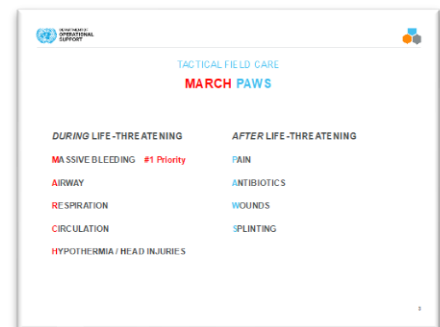 DEPARTMENT OF
OPERATIONAL
SUPPORT
TACTICAL FIELD CARE
MARCH PAWS
DURING LIFE-THREATENING
MASSIVE BLEEDING #1 Priority
AIRWAY
RESPIRATION
CIRCULATION
HYPOTHERMIA / HEAD INJURIES
AFTER LIFE-THREATENING
PAIN
ANTIBIOTICS
WOUNDS
SPLINTING